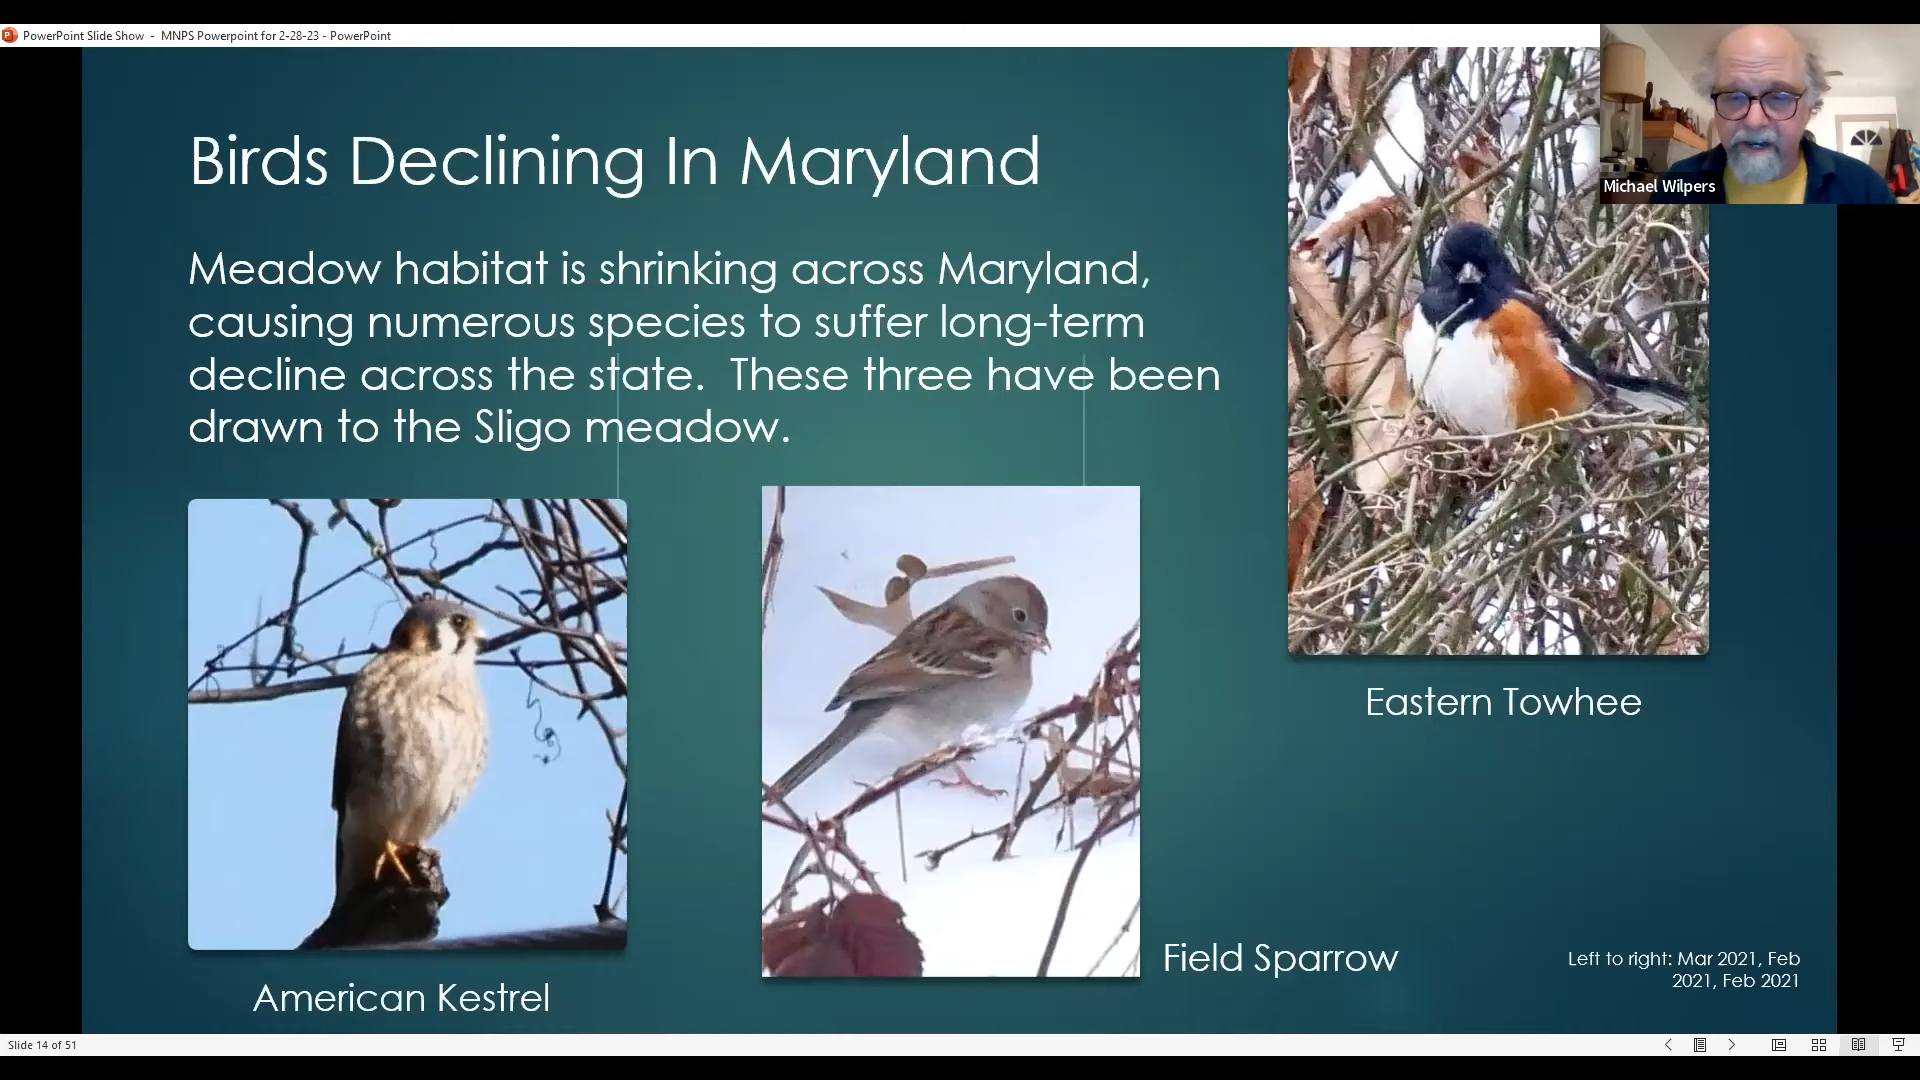 PowerPoint Slide Show - MNPS Powerpoint for 2-28-23 - PowerPoint
Michael Wilpers
Birds Declining In Maryland
Meadow habitat is shrinking across Maryland,
causing numerous species to suffer long-term
decline across the state. These three have been
drawn to the Sligo meadow.
Eastern Towhee
Field Sparrow
American Kestrel
Left to right: Mar 2021, Feb
2021, Feb 2021
Slide 14 of 51